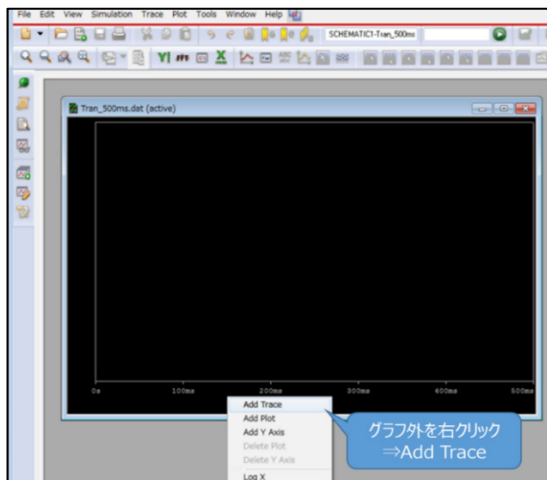 File Edit View Simulation Trace Plot Tools Window Help
SCHEMATIC1-Tran_500ms
Tran_500ms.dat (active)
0s 100ms 200ms 300ms 400ms 500ms
Add Trace
Add Plot
Add Y Axis
Delete Plot
Delete Y Axis
Log X
グラフ外を右クリック
⇒Add Trace